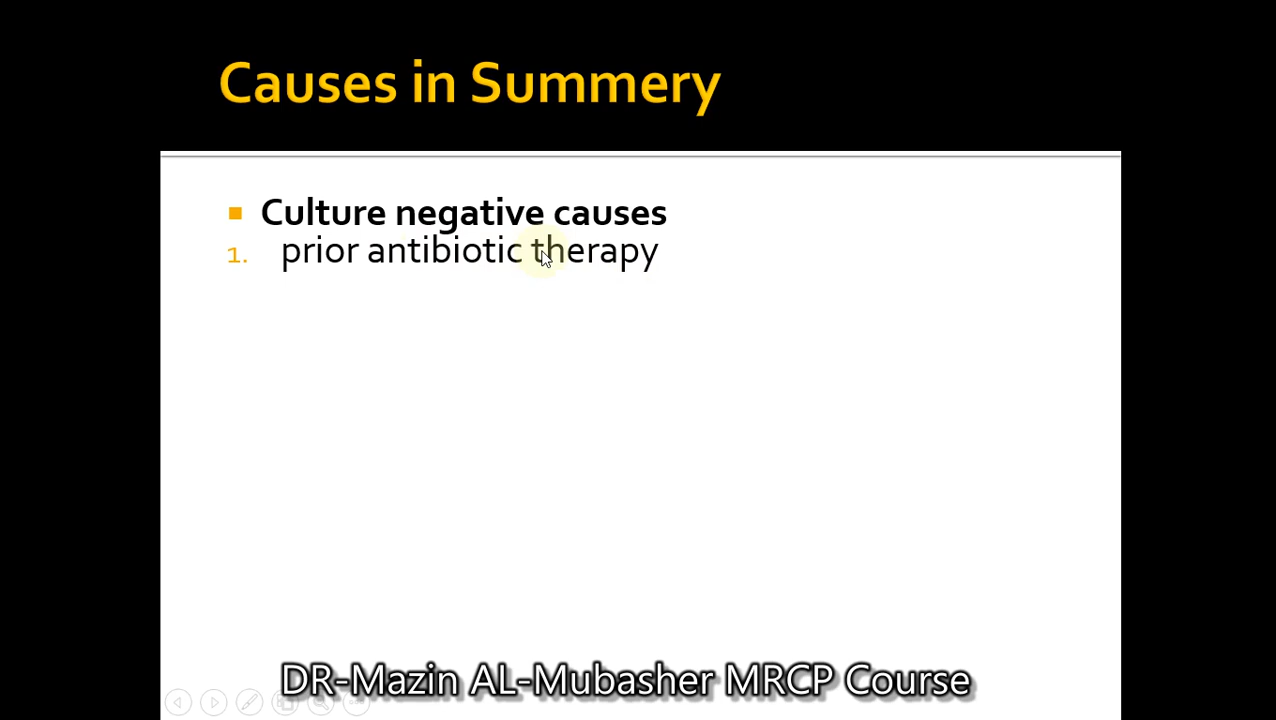 Causes in Summery
Culture negative causes
1. prior antibiotic therapy
DR-Mazin AL-Mubasher MRCP Course